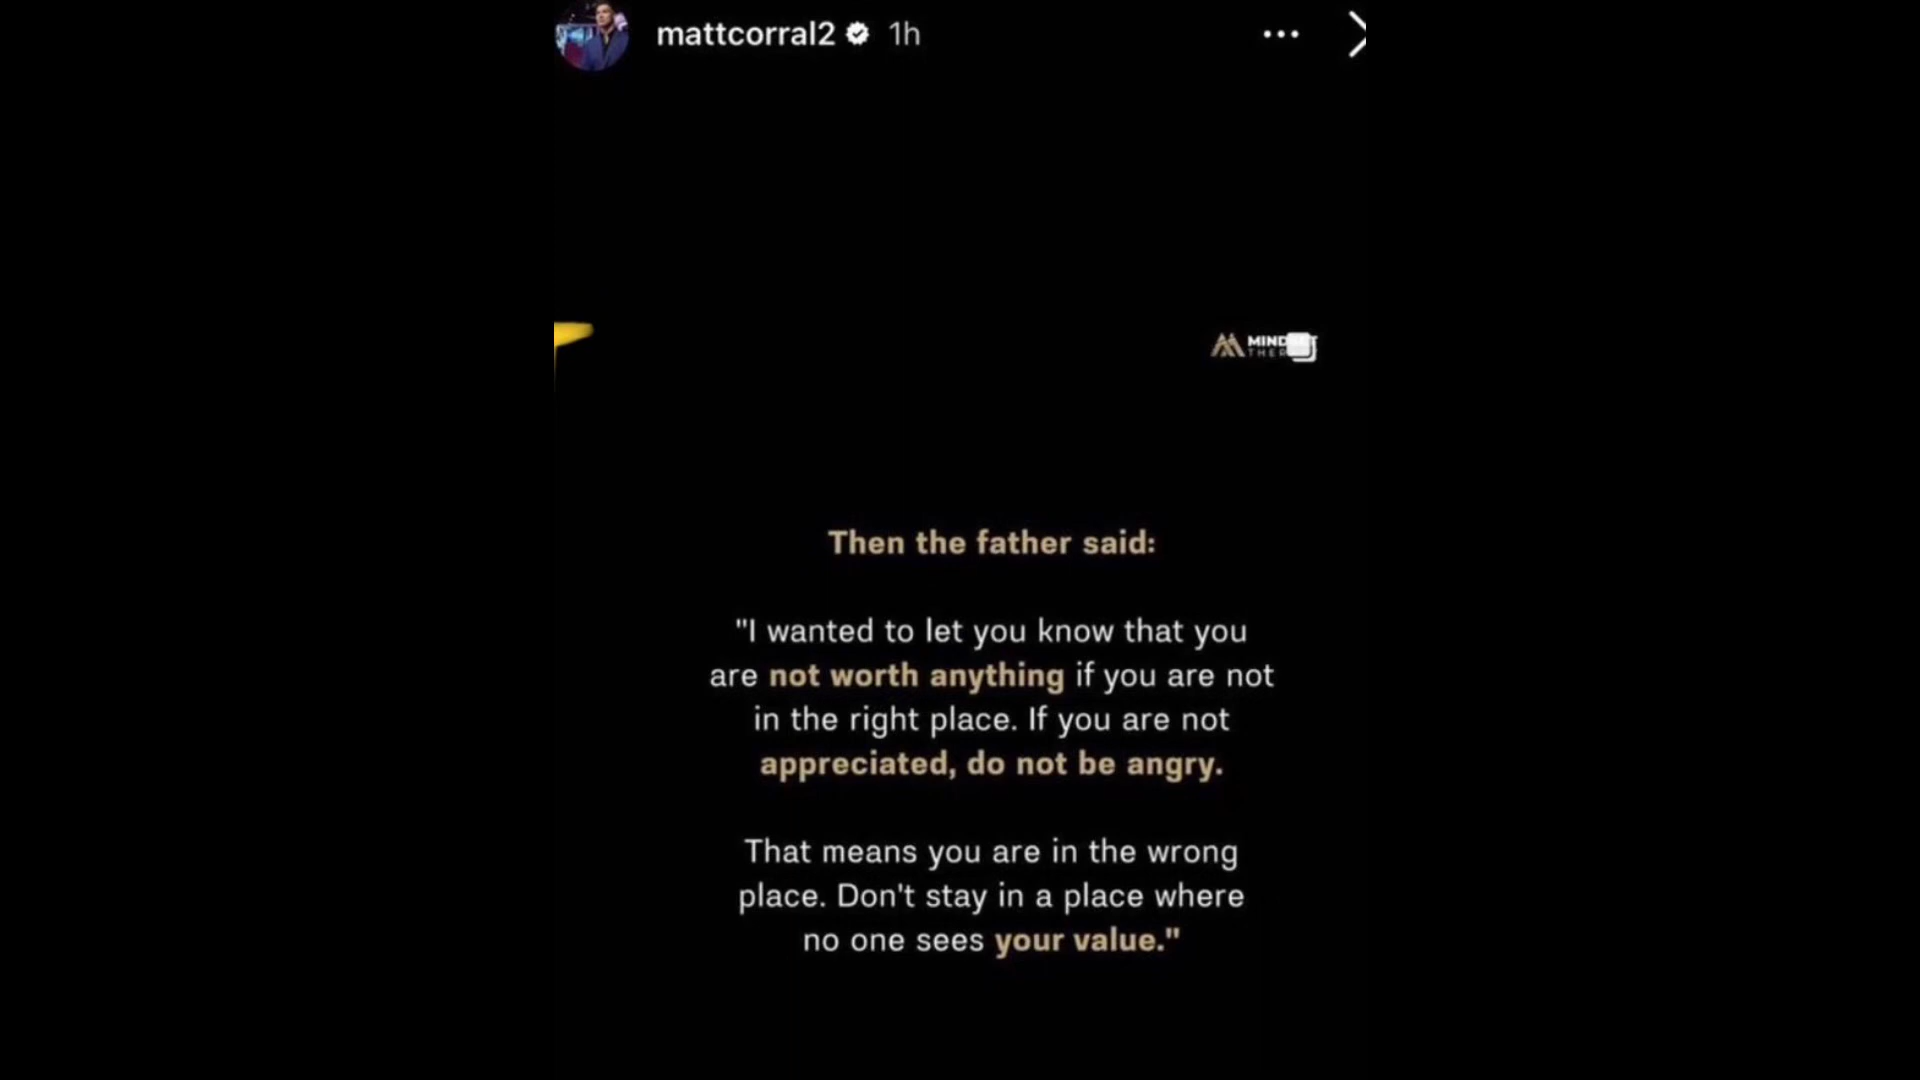 mattcorral2 1h
Then the father said:
"I wanted to let you know that you
are not worth anything if you are not
in the right place. If you are not
appreciated, do not be angry.
That means you are in the wrong
place. Don't stay in a place where
no one sees your value."